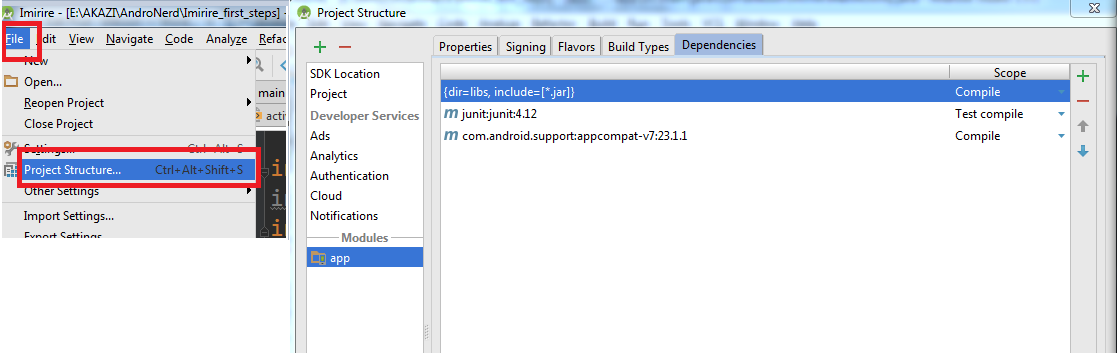 Imirire - [E:\AKAZI\AndroNerd\Imirire_first_steps]
File Edit View Navigate Code Analyze Refac
New
Open...
Reopen Project
Close Project
Settings... Ctrl+Alt+S
Project Structure... Ctrl+Alt+Shift+S
Other Settings
Import Settings...
Export Settings
main
activ
Project Structure
SDK Location
Project
Developer Services
Ads
Analytics
Authentication
Cloud
Notifications
Modules
app
Properties Signing Flavors Build Types Dependencies
Scope
{dir=libs, include=[*.jar]} Compile
m junit:junit:4.12 Test compile
m com.android.support:appcompat-v7:23.1.1 Compile